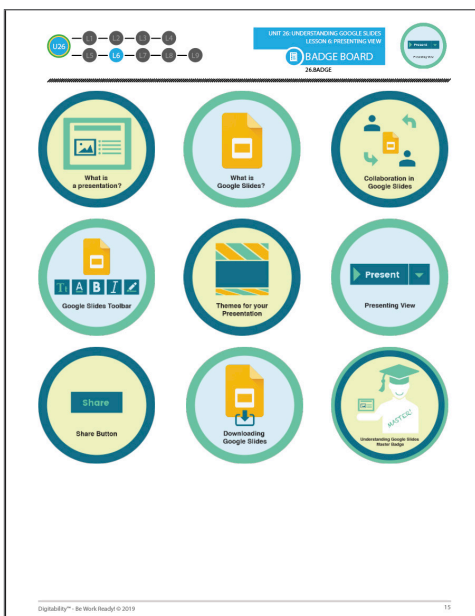 UNIT 26: UNDERSTANDING GOOGLE SLIDES
LESSON 6: PRESENTING VIEW
BADGE BOARD
26.BADGE
U26
L1
L2
L3
L4
L5
L6
L7
L8
L9
Present
Presenting View
What is
a presentation?
What is
Google Slides?
Collaboration in
Google Slides
Tt A B I
Google Slides Toolbar
Themes for your
Presentation
Present
Presenting View
Share
Share Button
Downloading
Google Slides
MASTER!
Understanding Google Slides
Master Badge
Digitability™ - Be Work Ready! © 2019
15